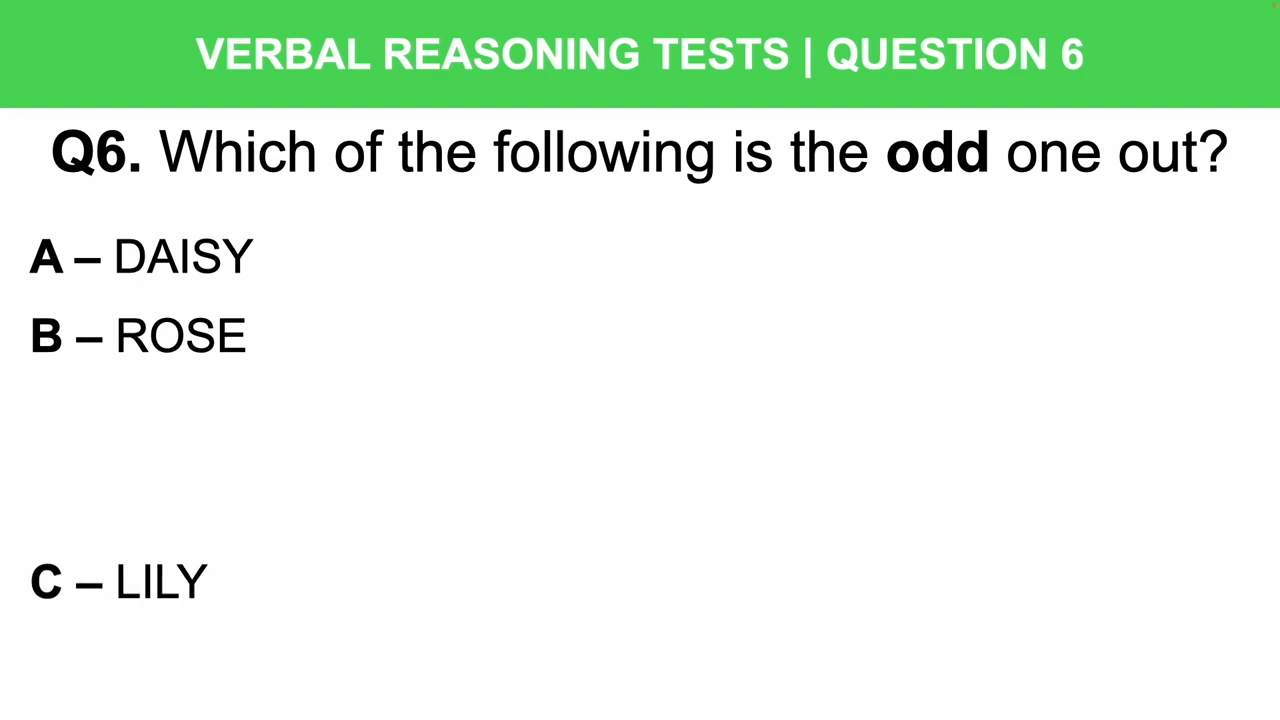 VERBAL REASONING TESTS | QUESTION 6
Q6. Which of the following is the odd one out?
A – DAISY
B – ROSE
C – LILY